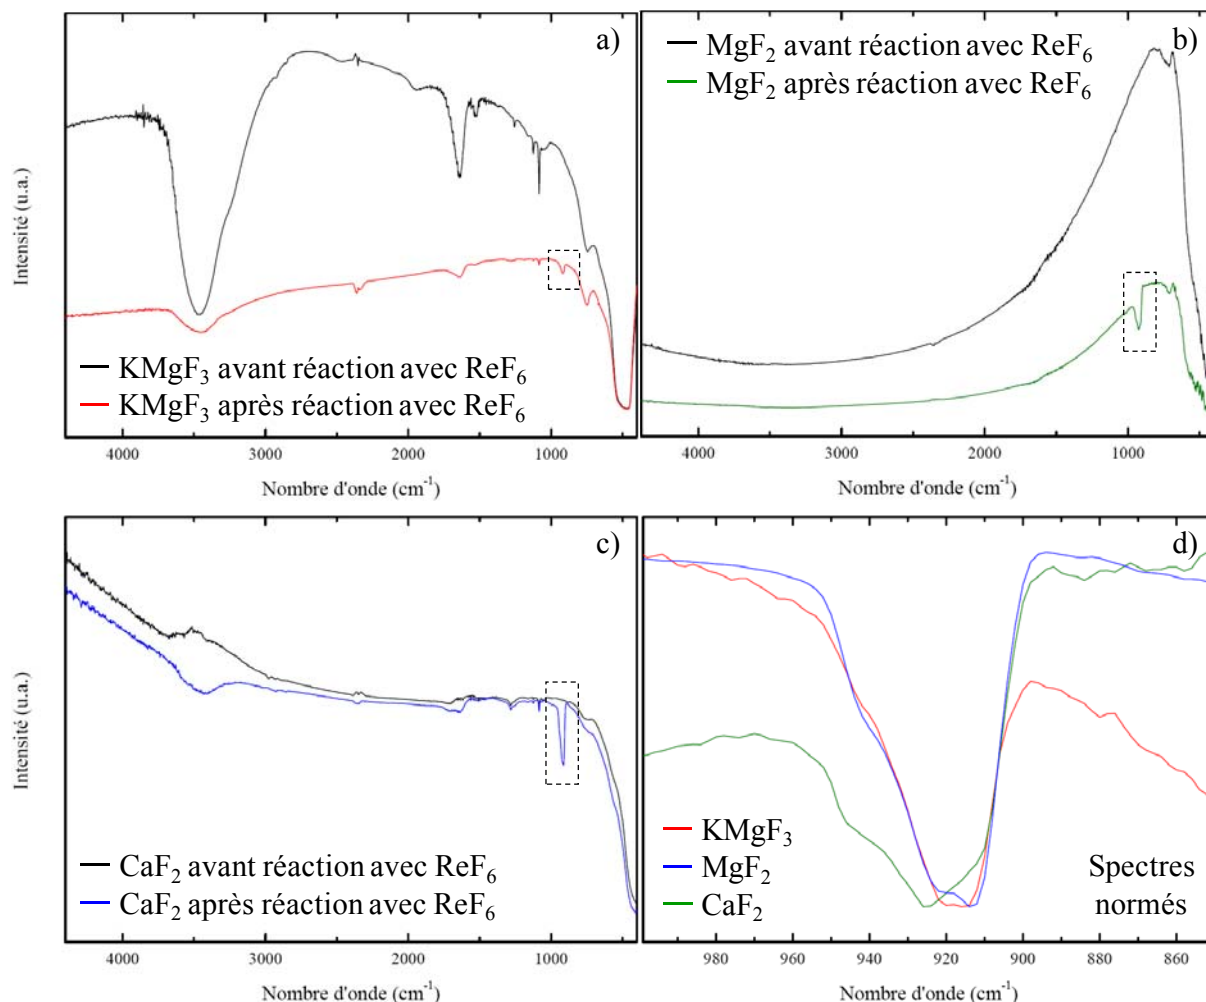 a)
Intensité (u.a.)
KMgF3 avant réaction avec ReF6
KMgF3 après réaction avec ReF6
4000 3000 2000 1000
Nombre d'onde (cm-1)
b)
MgF2 avant réaction avec ReF6
MgF2 après réaction avec ReF6
4000 3000 2000 1000
Nombre d'onde (cm-1)
c)
Intensité (u.a.)
CaF2 avant réaction avec ReF6
CaF2 après réaction avec ReF6
4000 3000 2000 1000
Nombre d'onde (cm-1)
d)
KMgF3
MgF2
CaF2
Spectres
normés
980 960 940 920 900 880 860
Nombre d'onde (cm-1)